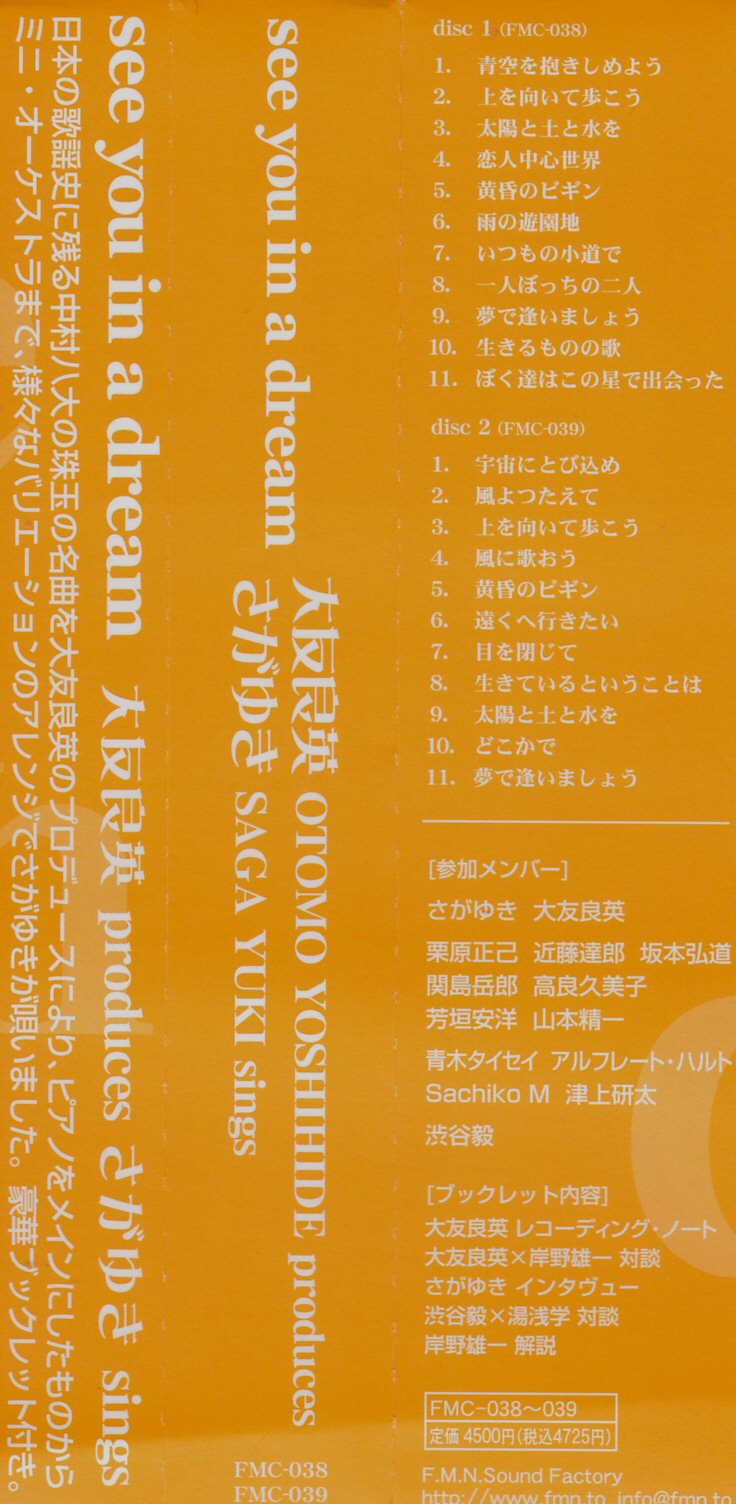 see you in a dream 大友良英 produces さがゆき sings
日本の歌謡史に残る中村八大の珠玉の名曲を大友良英のプロデュースにより、ピアノをメインにしたものから
ミニ・オーケストラまで、様々なバリエーションのアレンジでさがゆきが唄いました。豪華ブックレット付き。
see you in a dream
大友良英 OTOMO YOSHIHIDE produces
さがゆき SAGA YUKI sings
FMC-038
FMC-039
disc 1 (FMC-038)
1. 青空を抱きしめよう
2. 上を向いて歩こう
3. 太陽と土と水を
4. 恋人中心世界
5. 黄昏のビギン
6. 雨の遊園地
7. いつもの小道で
8. 一人ぼっちの二人
9. 夢で逢いましょう
10. 生きるものの歌
11. ぼく達はこの星で出会った
disc 2 (FMC-039)
1. 宇宙にとび込め
2. 風よつたえて
3. 上を向いて歩こう
4. 風に歌おう
5. 黄昏のビギン
6. 遠くへ行きたい
7. 目を閉じて
8. 生きているということは
9. 太陽と土と水を
10. どこかで
11. 夢で逢いましょう
[参加メンバー]
さがゆき 大友良英
栗原正己 近藤達郎 坂本弘道
関島岳郎 高良久美子
芳垣安洋 山本精一
青木タイセイ アルフレート・ハルト
Sachiko M 津上研太
渋谷毅
[ブックレット内容]
大友良英 レコーディング・ノート
大友良英×岸野雄一 対談
さがゆき インタヴュー
渋谷毅×湯浅学 対談
岸野雄一 解説
FMC-038〜039
定価 4500円(税込4725円)
F.M.N.Sound Factory
http://www.fmn.to info@fmn.to